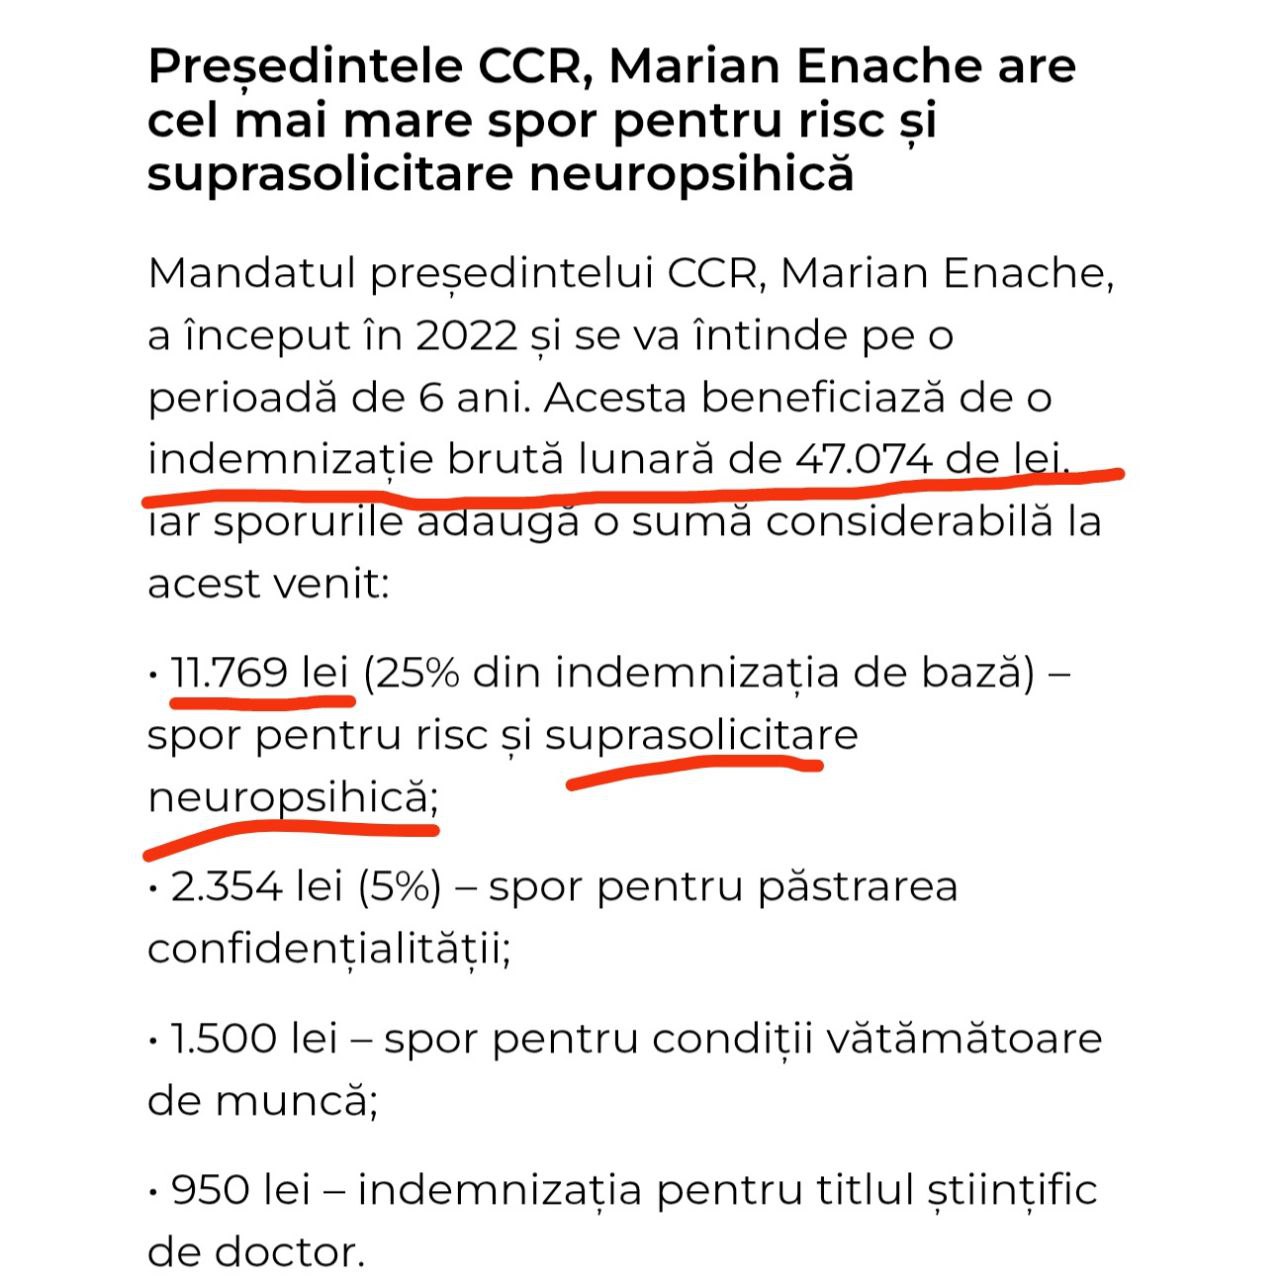 Președintele CCR, Marian Enache are
cel mai mare spor pentru risc și
suprasolicitare neuropsihică
Mandatul președintelui CCR, Marian Enache,
a început în 2022 și se va întinde pe o
perioadă de 6 ani. Acesta beneficiază de o
indemnizație brută lunară de 47.074 de lei.
iar sporurile adaugă o sumă considerabilă la
acest venit:
• 11.769 lei (25% din indemnizația de bază) –
spor pentru risc și suprasolicitare
neuropsihică;
• 2.354 lei (5%) – spor pentru păstrarea
confidențialității;
• 1.500 lei – spor pentru condiții vătămătoare
de muncă;
• 950 lei – indemnizația pentru titlul științific
de doctor.